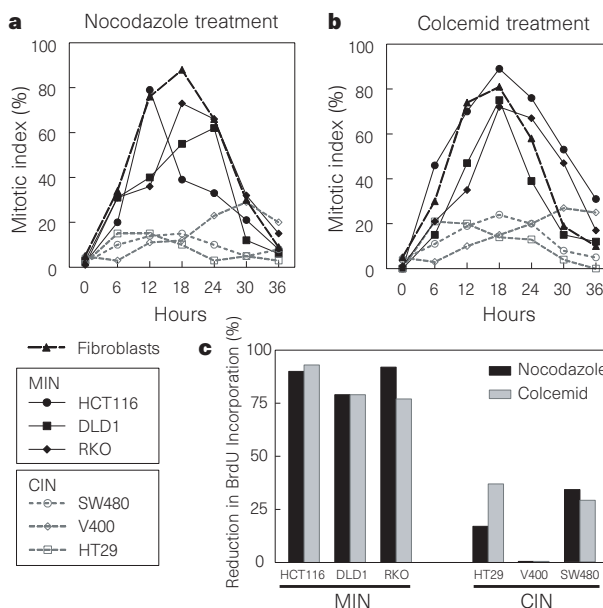 a Nocodazole treatment
100
80
60
40
20
0
Mitotic index (%)
0 6 12 18 24 30 36
Hours
b Colcemid treatment
100
80
60
40
20
0
Mitotic index (%)
0 6 12 18 24 30 36
Hours
Fibroblasts
MIN
HCT116
DLD1
RKO
CIN
SW480
V400
HT29
c
100
75
50
25
0
Reduction in BrdU Incorporation (%)
Nocodazole
Colcemid
HCT116 DLD1 RKO HT29 V400 SW480
MIN CIN